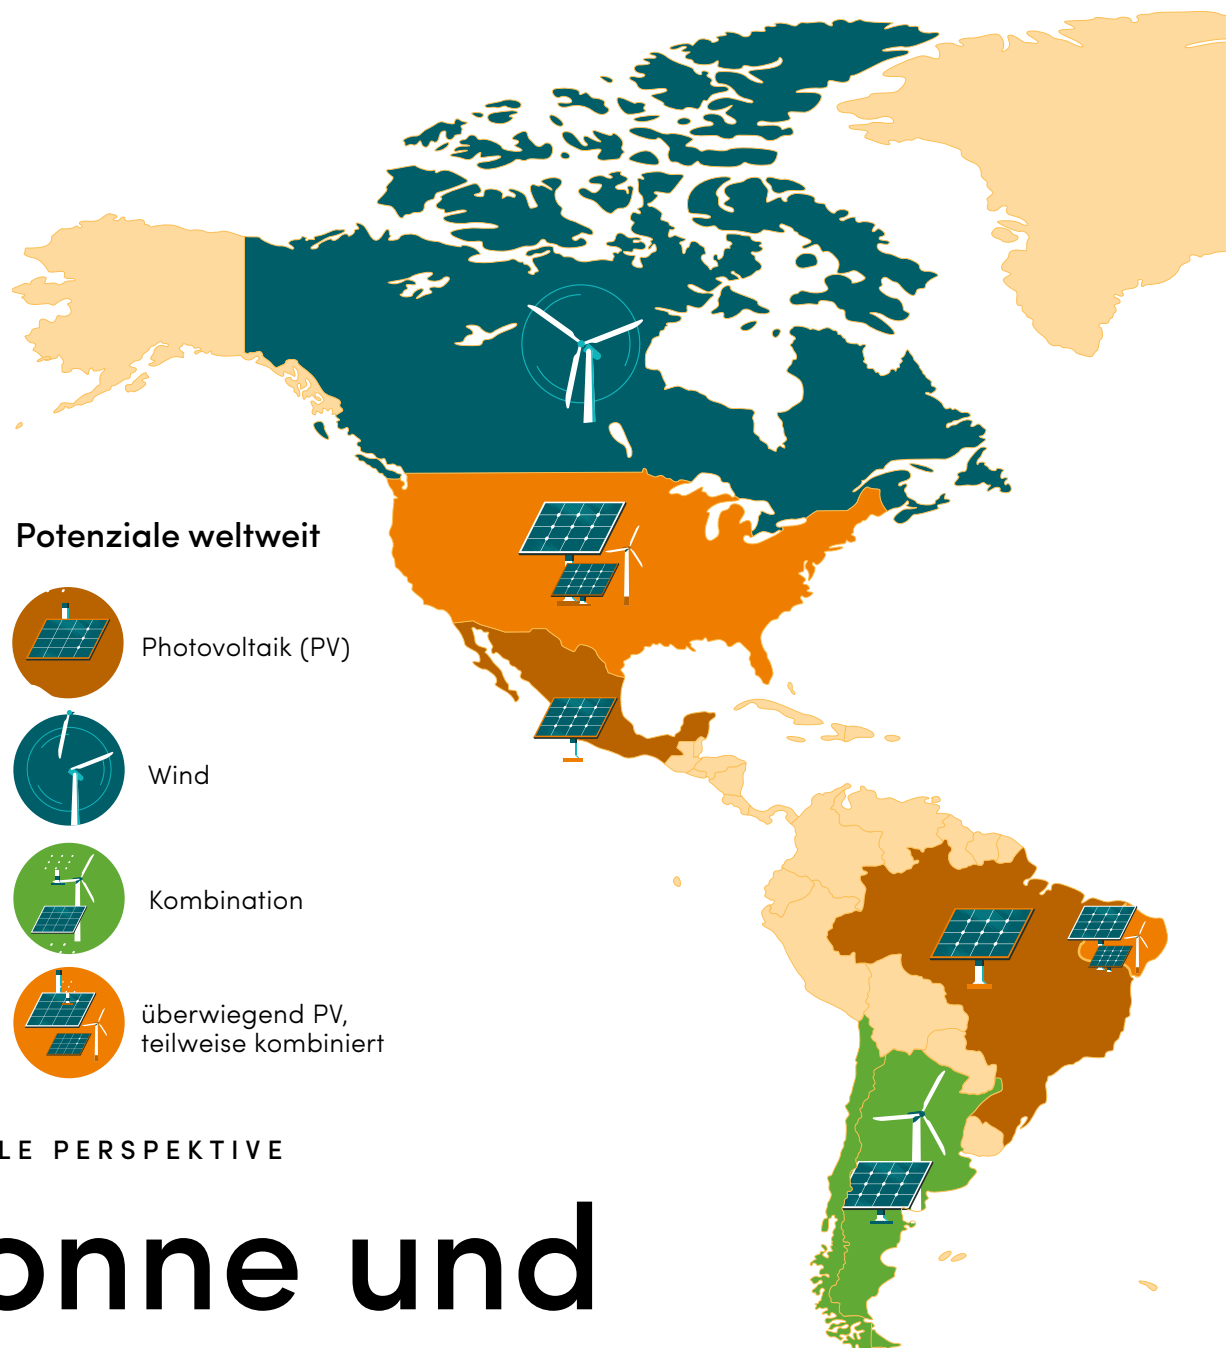 Potenziale weltweit
Photovoltaik (PV)
Wind
Kombination
überwiegend PV,
teilweise kombiniert
LE PERSPEKTIVE
onne und